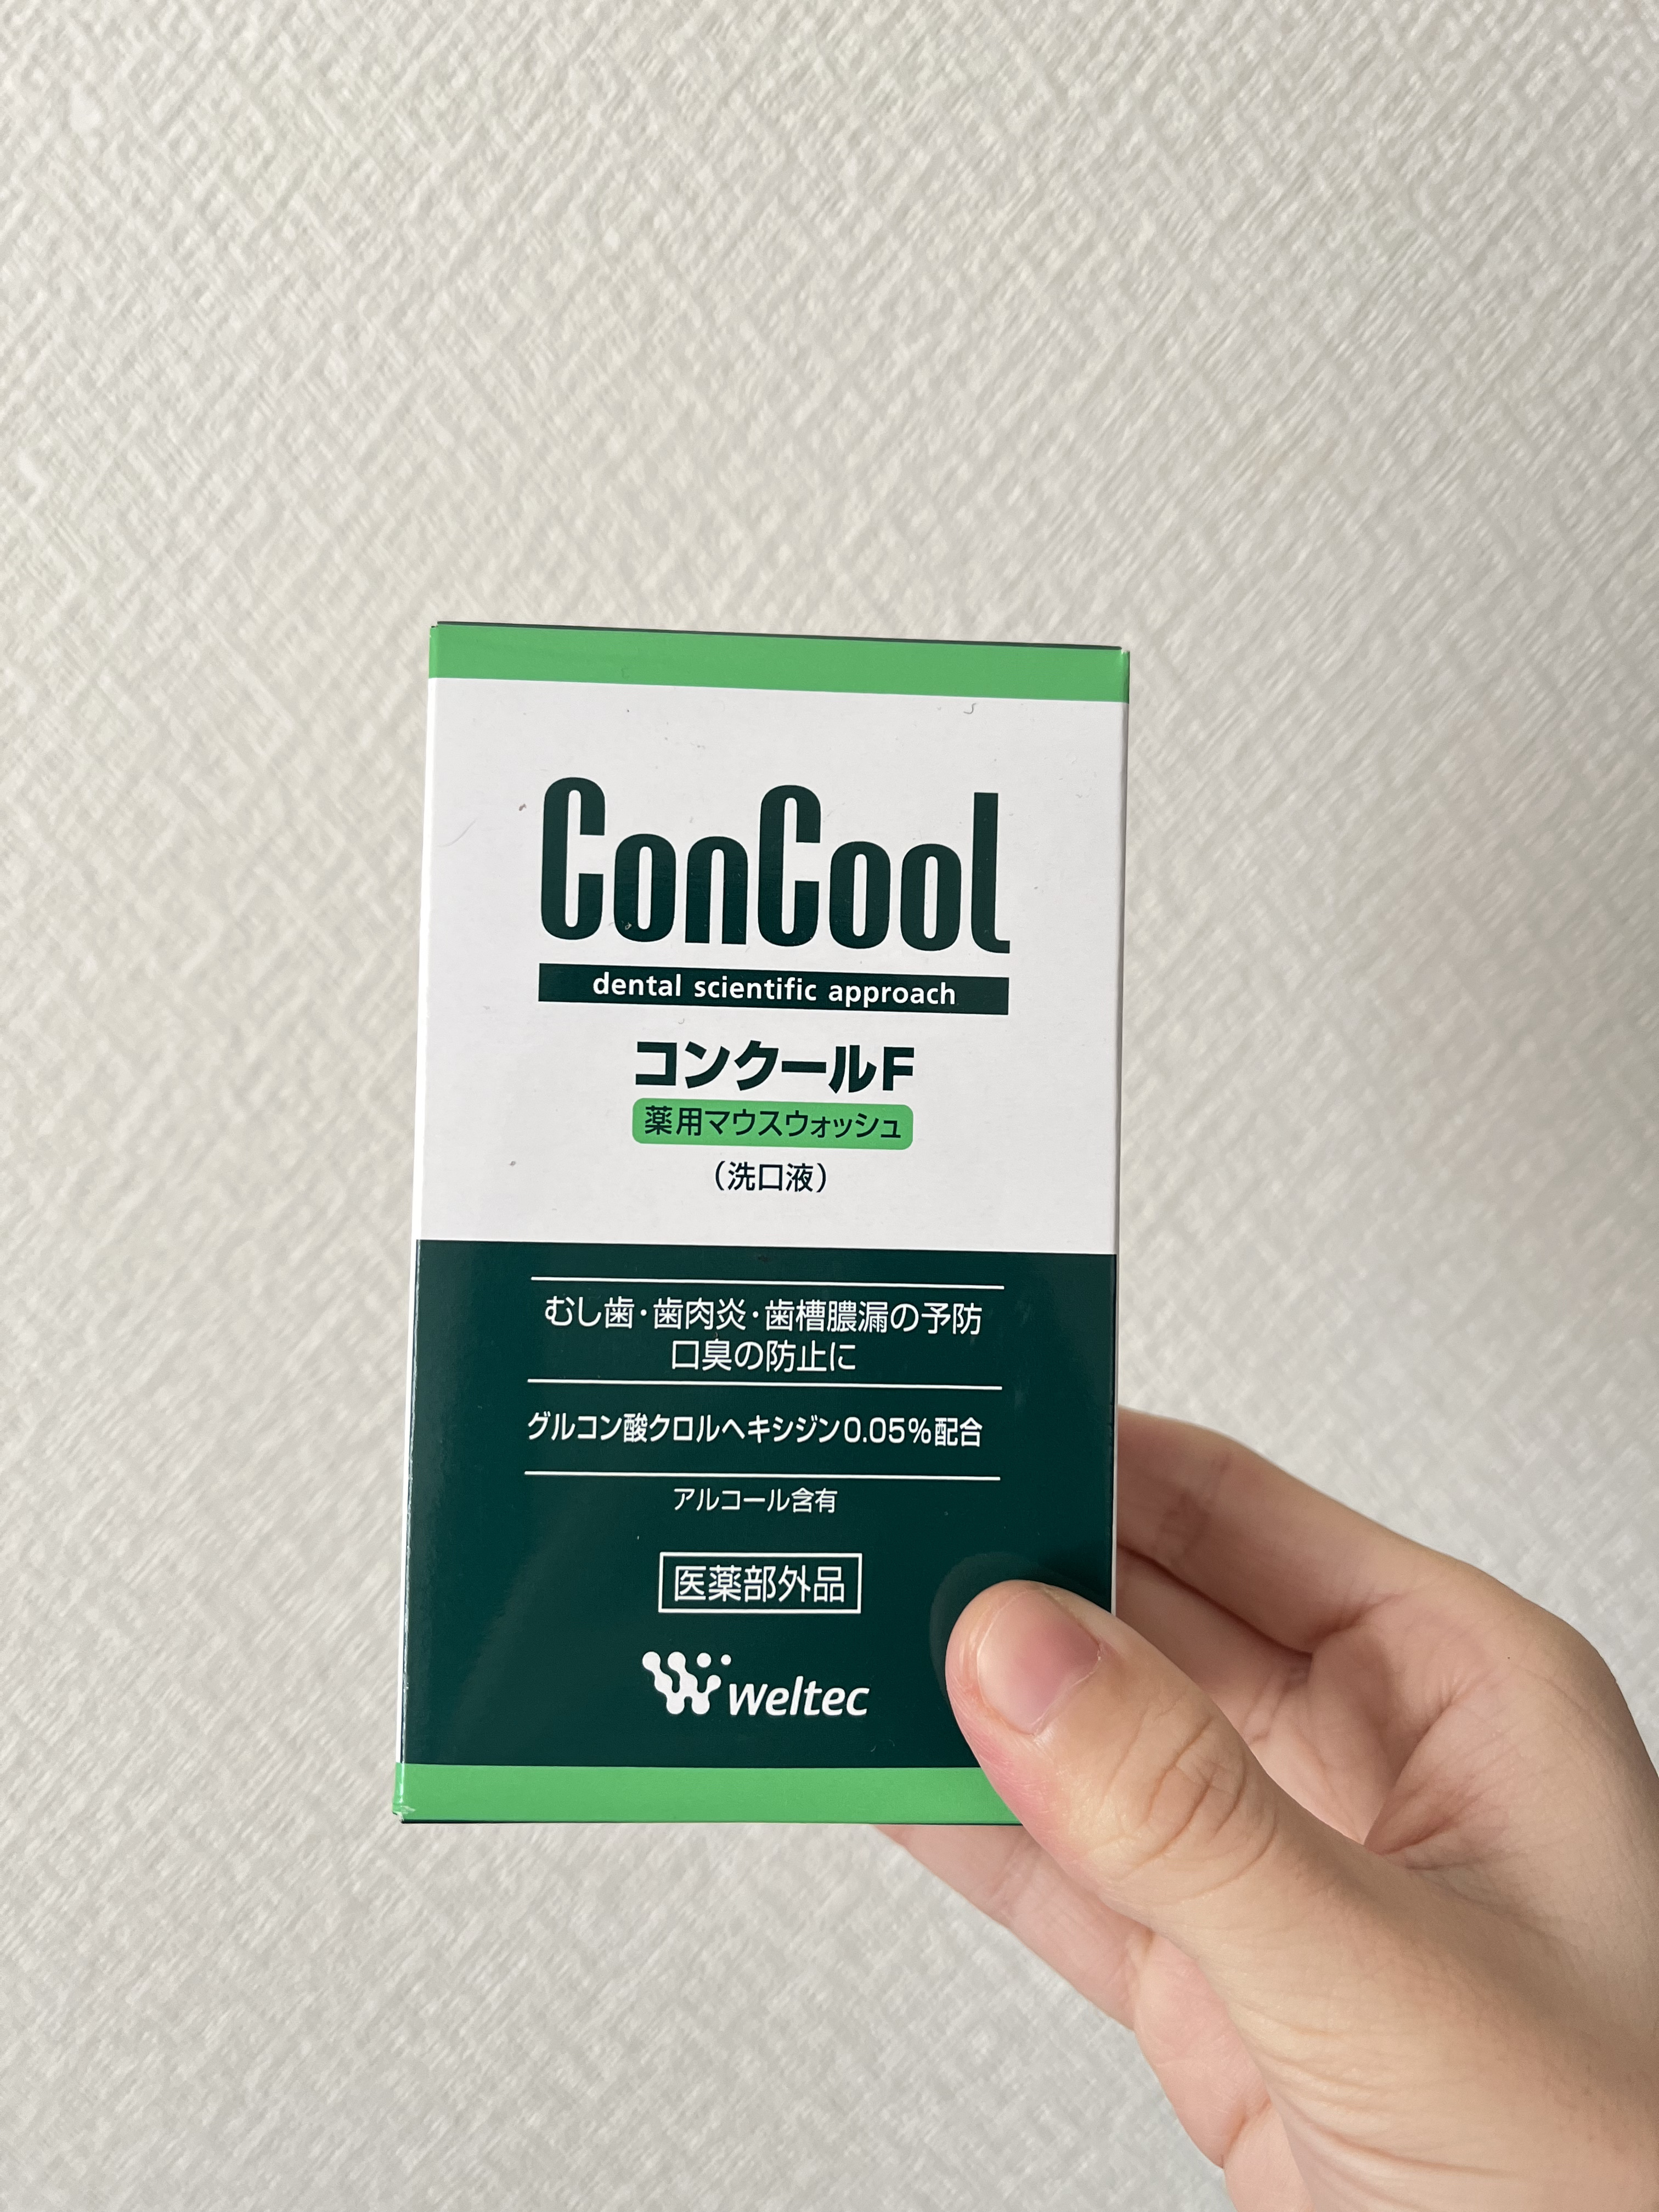 ConCool
dental scientific approach
コンクールF
薬用マウスウォッシュ
（洗口液）
むし歯・歯肉炎・歯槽膿漏の予防
口臭の防止に
グルコン酸クロルヘキシジン0.05%配合
アルコール含有
医薬部外品
weltec